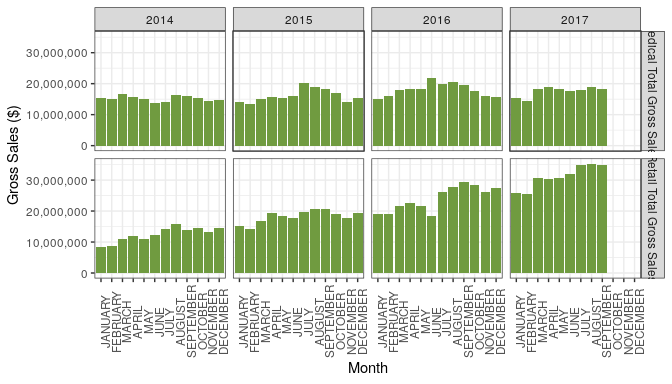 2014 2015 2016 2017
Gross Sales ($)
30,000,000
20,000,000
10,000,000
0
edical Total Gross Sale
30,000,000
20,000,000
10,000,000
0
Retail Total Gross Sales
JANUARY FEBRUARY MARCH APRIL MAY JUNE JULY AUGUST SEPTEMBER OCTOBER NOVEMBER DECEMBER
JANUARY FEBRUARY MARCH APRIL MAY JUNE JULY AUGUST SEPTEMBER OCTOBER NOVEMBER DECEMBER
JANUARY FEBRUARY MARCH APRIL MAY JUNE JULY AUGUST SEPTEMBER OCTOBER NOVEMBER DECEMBER
JANUARY FEBRUARY MARCH APRIL MAY JUNE JULY AUGUST SEPTEMBER OCTOBER NOVEMBER DECEMBER
Month